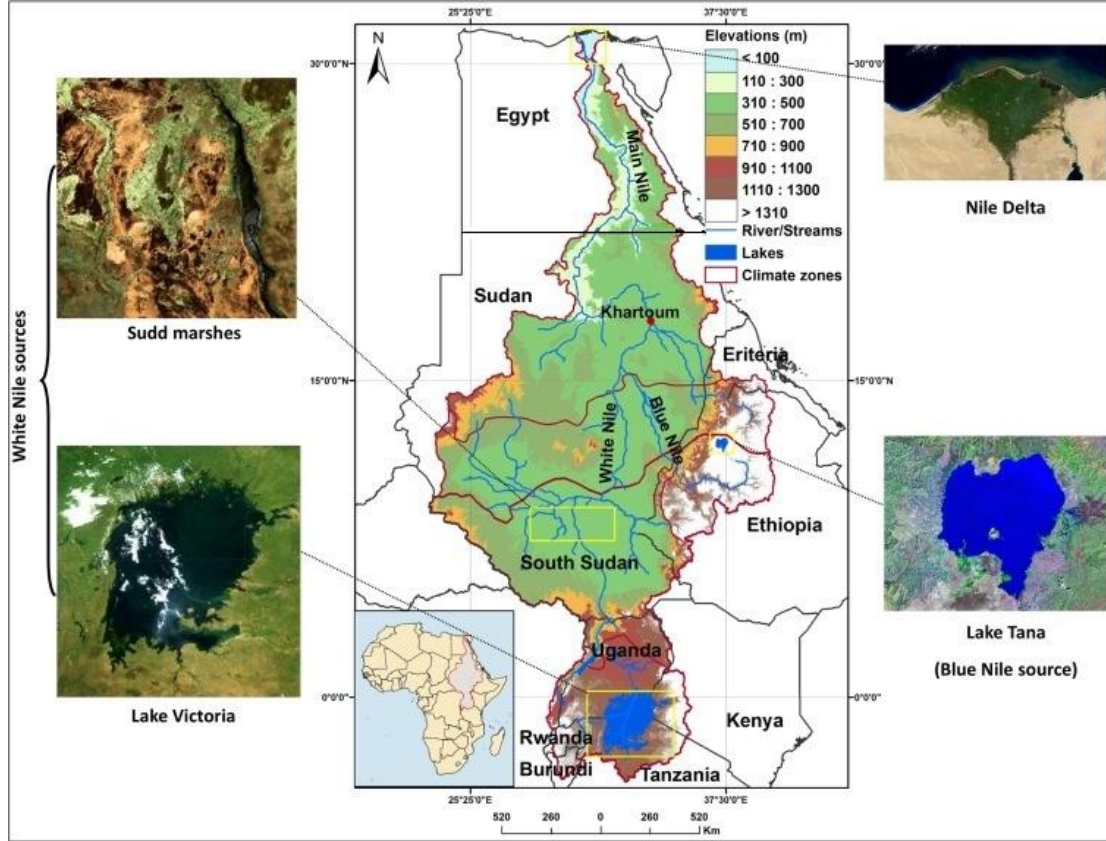 25°25'0"E
37°30'0"E
N
Elevations (m)
< 100
110 : 300
310 : 500
510 : 700
710 : 900
910 : 1100
1110 : 1300
> 1310
River/Streams
Lakes
Climate zones
30°0'0"N
30°0'0"N
Egypt
Main Nile
Nile Delta
Sudan
Khartoum
Sudd marshes
White Nile sources
Eriteria
15°0'0"N
15°0'0"N
White Nile
Blue Nile
Ethiopia
South Sudan
Lake Tana
(Blue Nile source)
Uganda
0°0'0"
0°0'0"
Lake Victoria
Kenya
Rwanda
Burundi
Tanzania
25°25'0"E
37°30'0"E
520 260 0 260 520
Km